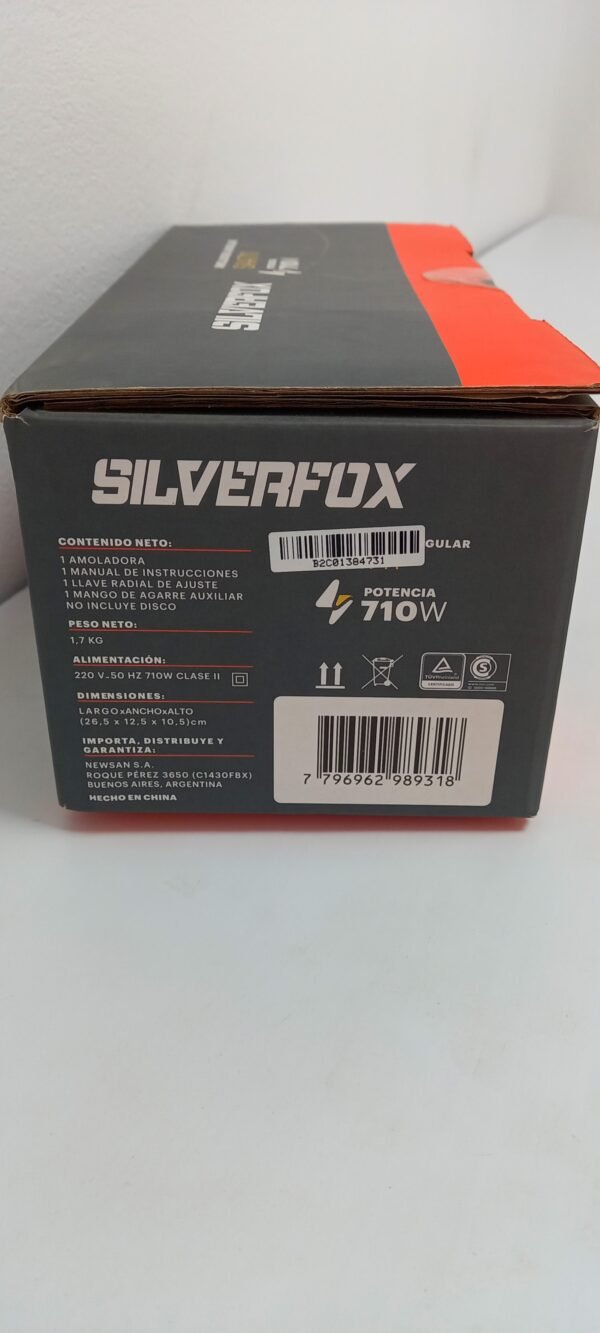 SILVERFOX
SILVERFOX
CONTENIDO NETO:
1 AMOLADORA
1 MANUAL DE INSTRUCCIONES
1 LLAVE RADIAL DE AJUSTE
1 MANGO DE AGARRE AUXILIAR
NO INCLUYE DISCO
PESO NETO:
1,7 KG
ALIMENTACIÓN:
220 V~50 HZ 710W CLASE II
DIMENSIONES:
LARGOxANCHOxALTO
(26,5 x 12,5 x 10,5)cm
IMPORTA, DISTRIBUYE Y
GARANTIZA:
NEWSAN S.A.
ROQUE PÉREZ 3650 (C1430FBX)
BUENOS AIRES, ARGENTINA
HECHO EN CHINA
GULAR
B2C01384731
POTENCIA
710W
TÜVRheinland
CERTIFICADO
S
7 796962 989318